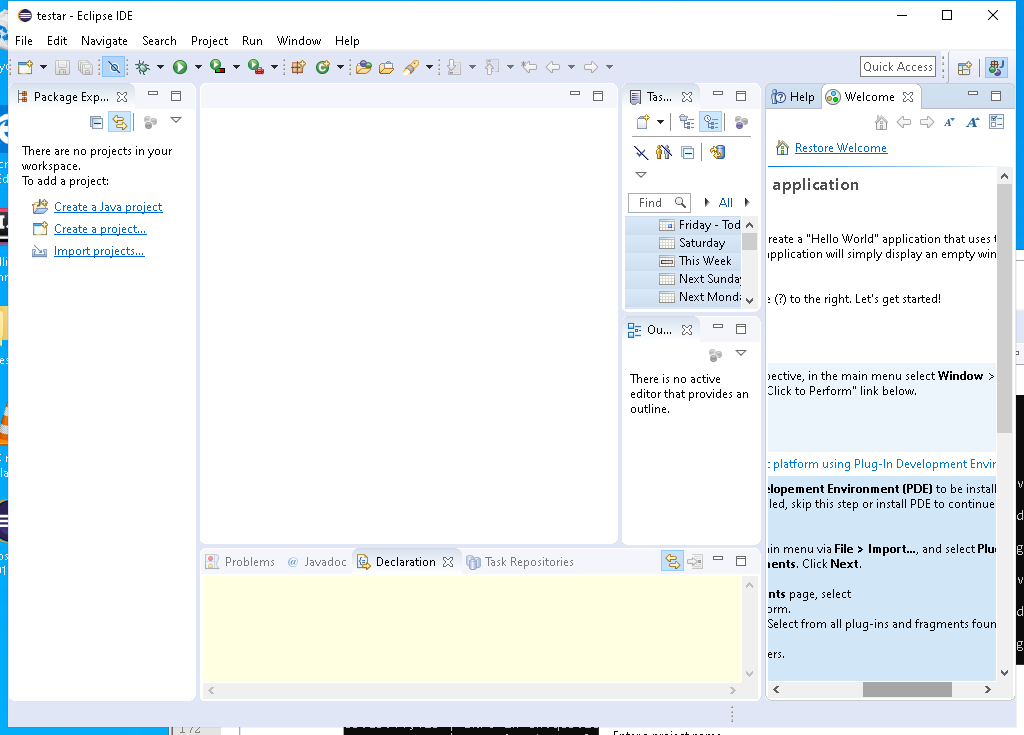 testar - Eclipse IDE
File Edit Navigate Search Project Run Window Help
Quick Access
Package Exp...
There are no projects in your
workspace.
To add a project:
Create a Java project
Create a project...
Import projects...
Tas...
Find
All
Friday - Tod
Saturday
This Week
Next Sunda
Next Monda
Ou...
There is no active
editor that provides an
outline.
Help Welcome
Restore Welcome
application
reate a "Hello World" application that uses t
pplication will simply display an empty win
e (?) to the right. Let's get started!
pective, in the main menu select Window >
Click to Perform" link below.
t platform using Plug-In Development Envir
elopement Environment (PDE) to be install
led, skip this step or install PDE to continue
in menu via File > Import..., and select Plu
nents. Click Next.
nts page, select
orm.
Select from all plug-ins and fragments foun
ers.
Problems @ Javadoc Declaration Task Repositories
172
Enter a project name